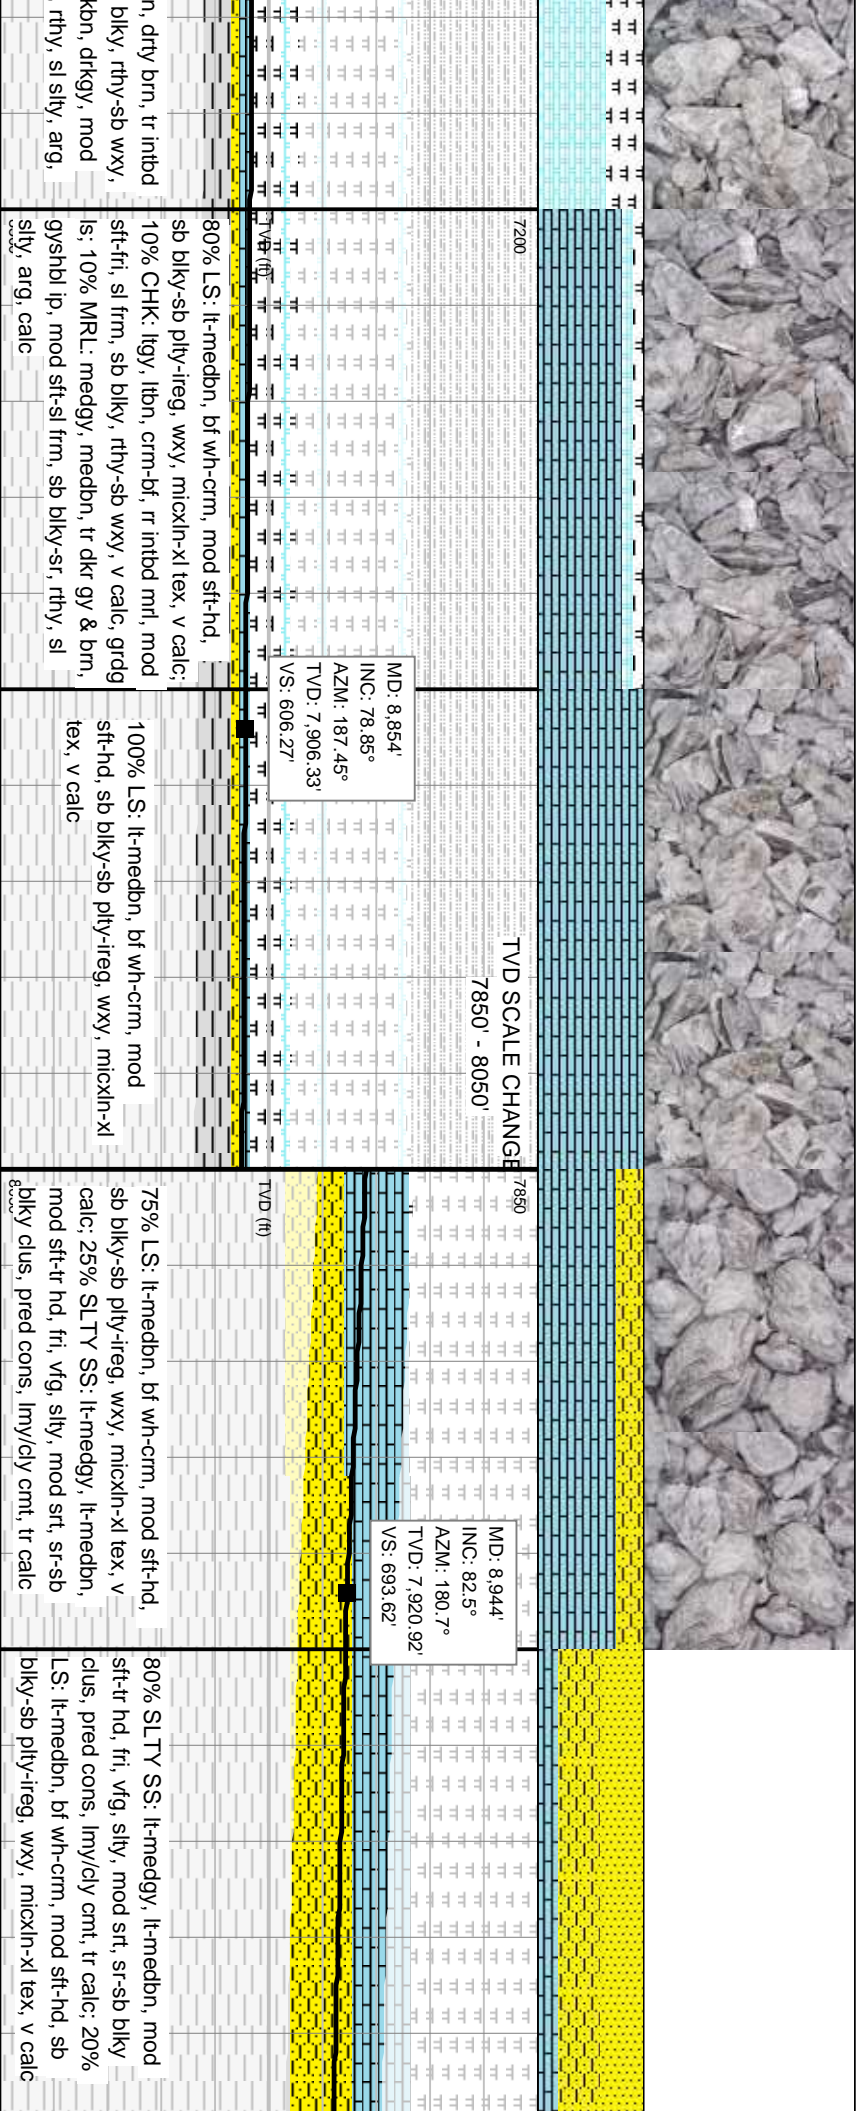 n, drty brn, tr intbd
blky, rthy-sb wxy,
kbn, drkgy, mod
rthy, sl slty, arg,
7200
TVD (ft)
80% LS: lt-medbn, bf wh-crm, mod sft-hd,
sb blky-sb plty-ireg, wxy, micxln-xl tex, v calc;
10% CHK: ltgy, ltbn, crm-bf, rr intbd mrl, mod
sft-fri, sl frm, sb blky, rthy-sb wxy, v calc, grdg
ls; 10% MRL: medgy, medbn, tr dkr gy & brn,
gyshbl ip, mod sft-sl frm, sb blky-sr, rthy, sl
slty, arg, calc
MD: 8,854'
INC: 78.85°
AZM: 187.45°
TVD: 7,906.33'
VS: 606.27'
100% LS: lt-medbn, bf wh-crm, mod
sft-hd, sb blky-sb plty-ireg, wxy, micxln-xl
tex, v calc
TVD SCALE CHANGE
7850' - 8050'
7850
TVD (ft)
75% LS: lt-medbn, bf wh-crm, mod sft-hd,
sb blky-sb plty-ireg, wxy, micxln-xl tex, v
calc; 25% SLTY SS: lt-medgy, lt-medbn,
mod sft-tr hd, fri, vfg, slty, mod srt, sr-sb
blky clus, pred cons, lmy/cly cmt, tr calc
MD: 8,944'
INC: 82.5°
AZM: 180.7°
TVD: 7,920.92'
VS: 693.62'
80% SLTY SS: lt-medgy, lt-medbn, mod
sft-tr hd, fri, vfg, slty, mod srt, sr-sb blky
clus, pred cons, lmy/cly cmt, tr calc; 20%
LS: lt-medbn, bf wh-crm, mod sft-hd, sb
blky-sb plty-ireg, wxy, micxln-xl tex, v calc